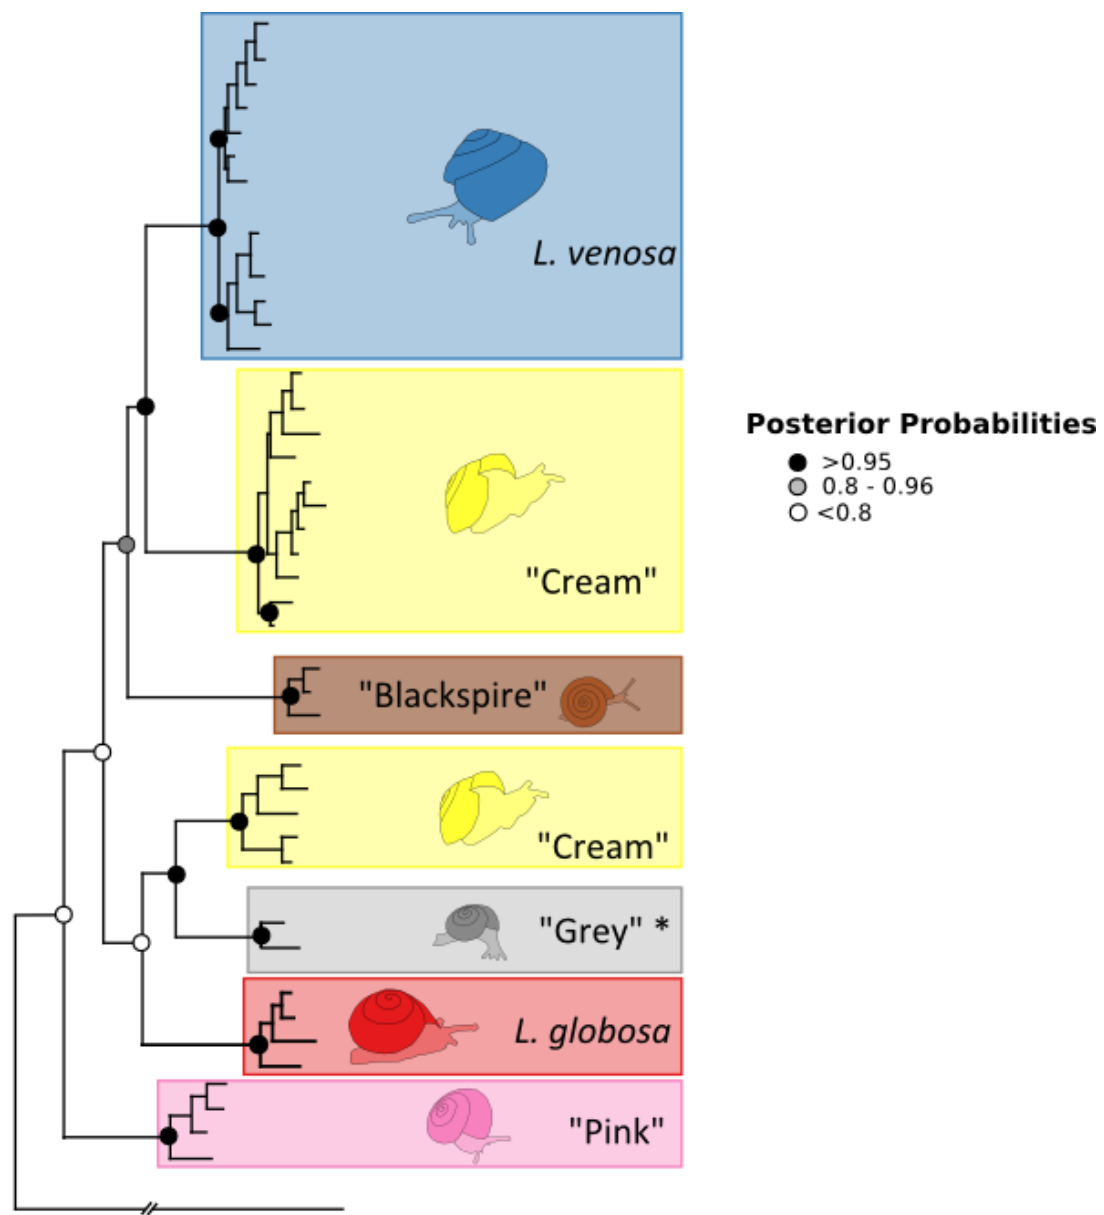 L. venosa
Posterior Probabilities
>0.95
0.8 - 0.96
<0.8
"Cream"
"Blackspire"
"Cream"
"Grey" *
L. globosa
"Pink"